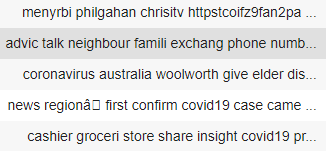 menyrbi philgahan chrisitv httpstcoifz9fan2pa ...
advic talk neighbour famili exchang phone numb...
coronavirus australia woolworth give elder dis...
news regionâ first confirm covid19 case came ...
cashier groceri store share insight covid19 pr...